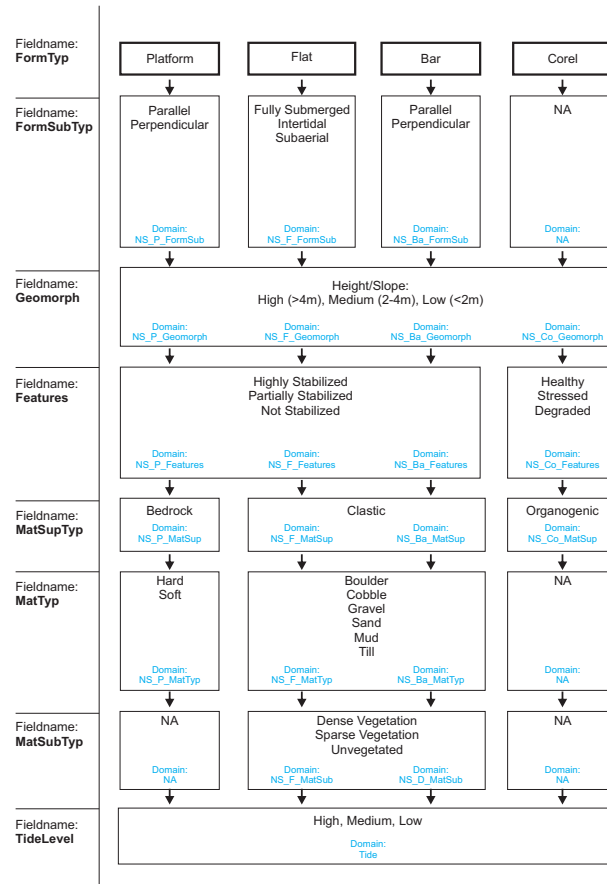 Fieldname:
FormTyp
Platform
Flat
Bar
Corel
Fieldname:
FormSubTyp
Parallel
Perpendicular
Domain:
NS_P_FormSub
Fully Submerged
Intertidal
Subaerial
Domain:
NS_F_FormSub
Parallel
Perpendicular
Domain:
NS_Ba_FormSub
NA
Domain:
NA
Fieldname:
Geomorph
Height/Slope:
High (>4m), Medium (2-4m), Low (<2m)
Domain:
NS_P_Geomorph
Domain:
NS_F_Geomorph
Domain:
NS_Ba_Geomorph
Domain:
NS_Co_Geomorph
Fieldname:
Features
Highly Stabilized
Partially Stabilized
Not Stabilized
Domain:
NS_P_Features
Domain:
NS_F_Features
Domain:
NS_Ba_Features
Healthy
Stressed
Degraded
Domain:
NS_Co_Features
Fieldname:
MatSupTyp
Bedrock
Domain:
NS_P_MatSup
Clastic
Domain:
NS_F_MatSup
Domain:
NS_Ba_MatSup
Organogenic
Domain:
NS_Co_MatSup
Fieldname:
MatTyp
Hard
Soft
Domain:
NS_P_MatTyp
Boulder
Cobble
Gravel
Sand
Mud
Till
Domain:
NS_F_MatTyp
Domain:
NS_Ba_MatTyp
NA
Domain:
NA
Fieldname:
MatSubTyp
NA
Domain:
NA
Dense Vegetation
Sparse Vegetation
Unvegetated
Domain:
NS_F_MatSub
Domain:
NS_D_MatSub
NA
Domain:
NA
Fieldname:
TideLevel
High, Medium, Low
Domain:
Tide